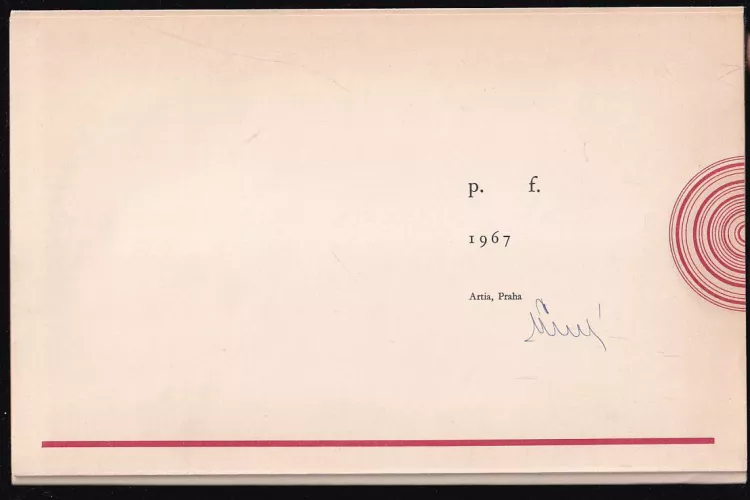 p. f.
1967
Artia, Praha